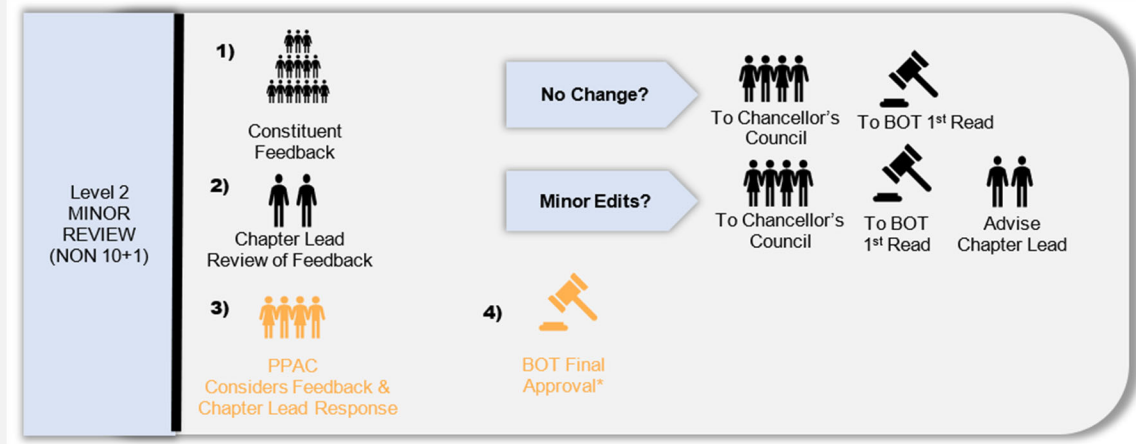 Level 2
MINOR
REVIEW
(NON 10+1)
1)
Constituent
Feedback
2)
Chapter Lead
Review of Feedback
3)
PPAC
Considers Feedback &
Chapter Lead Response
No Change?
To Chancellor's
Council
To BOT 1st Read
Minor Edits?
To Chancellor's
Council
To BOT
1st Read
Advise
Chapter Lead
4)
BOT Final
Approval*